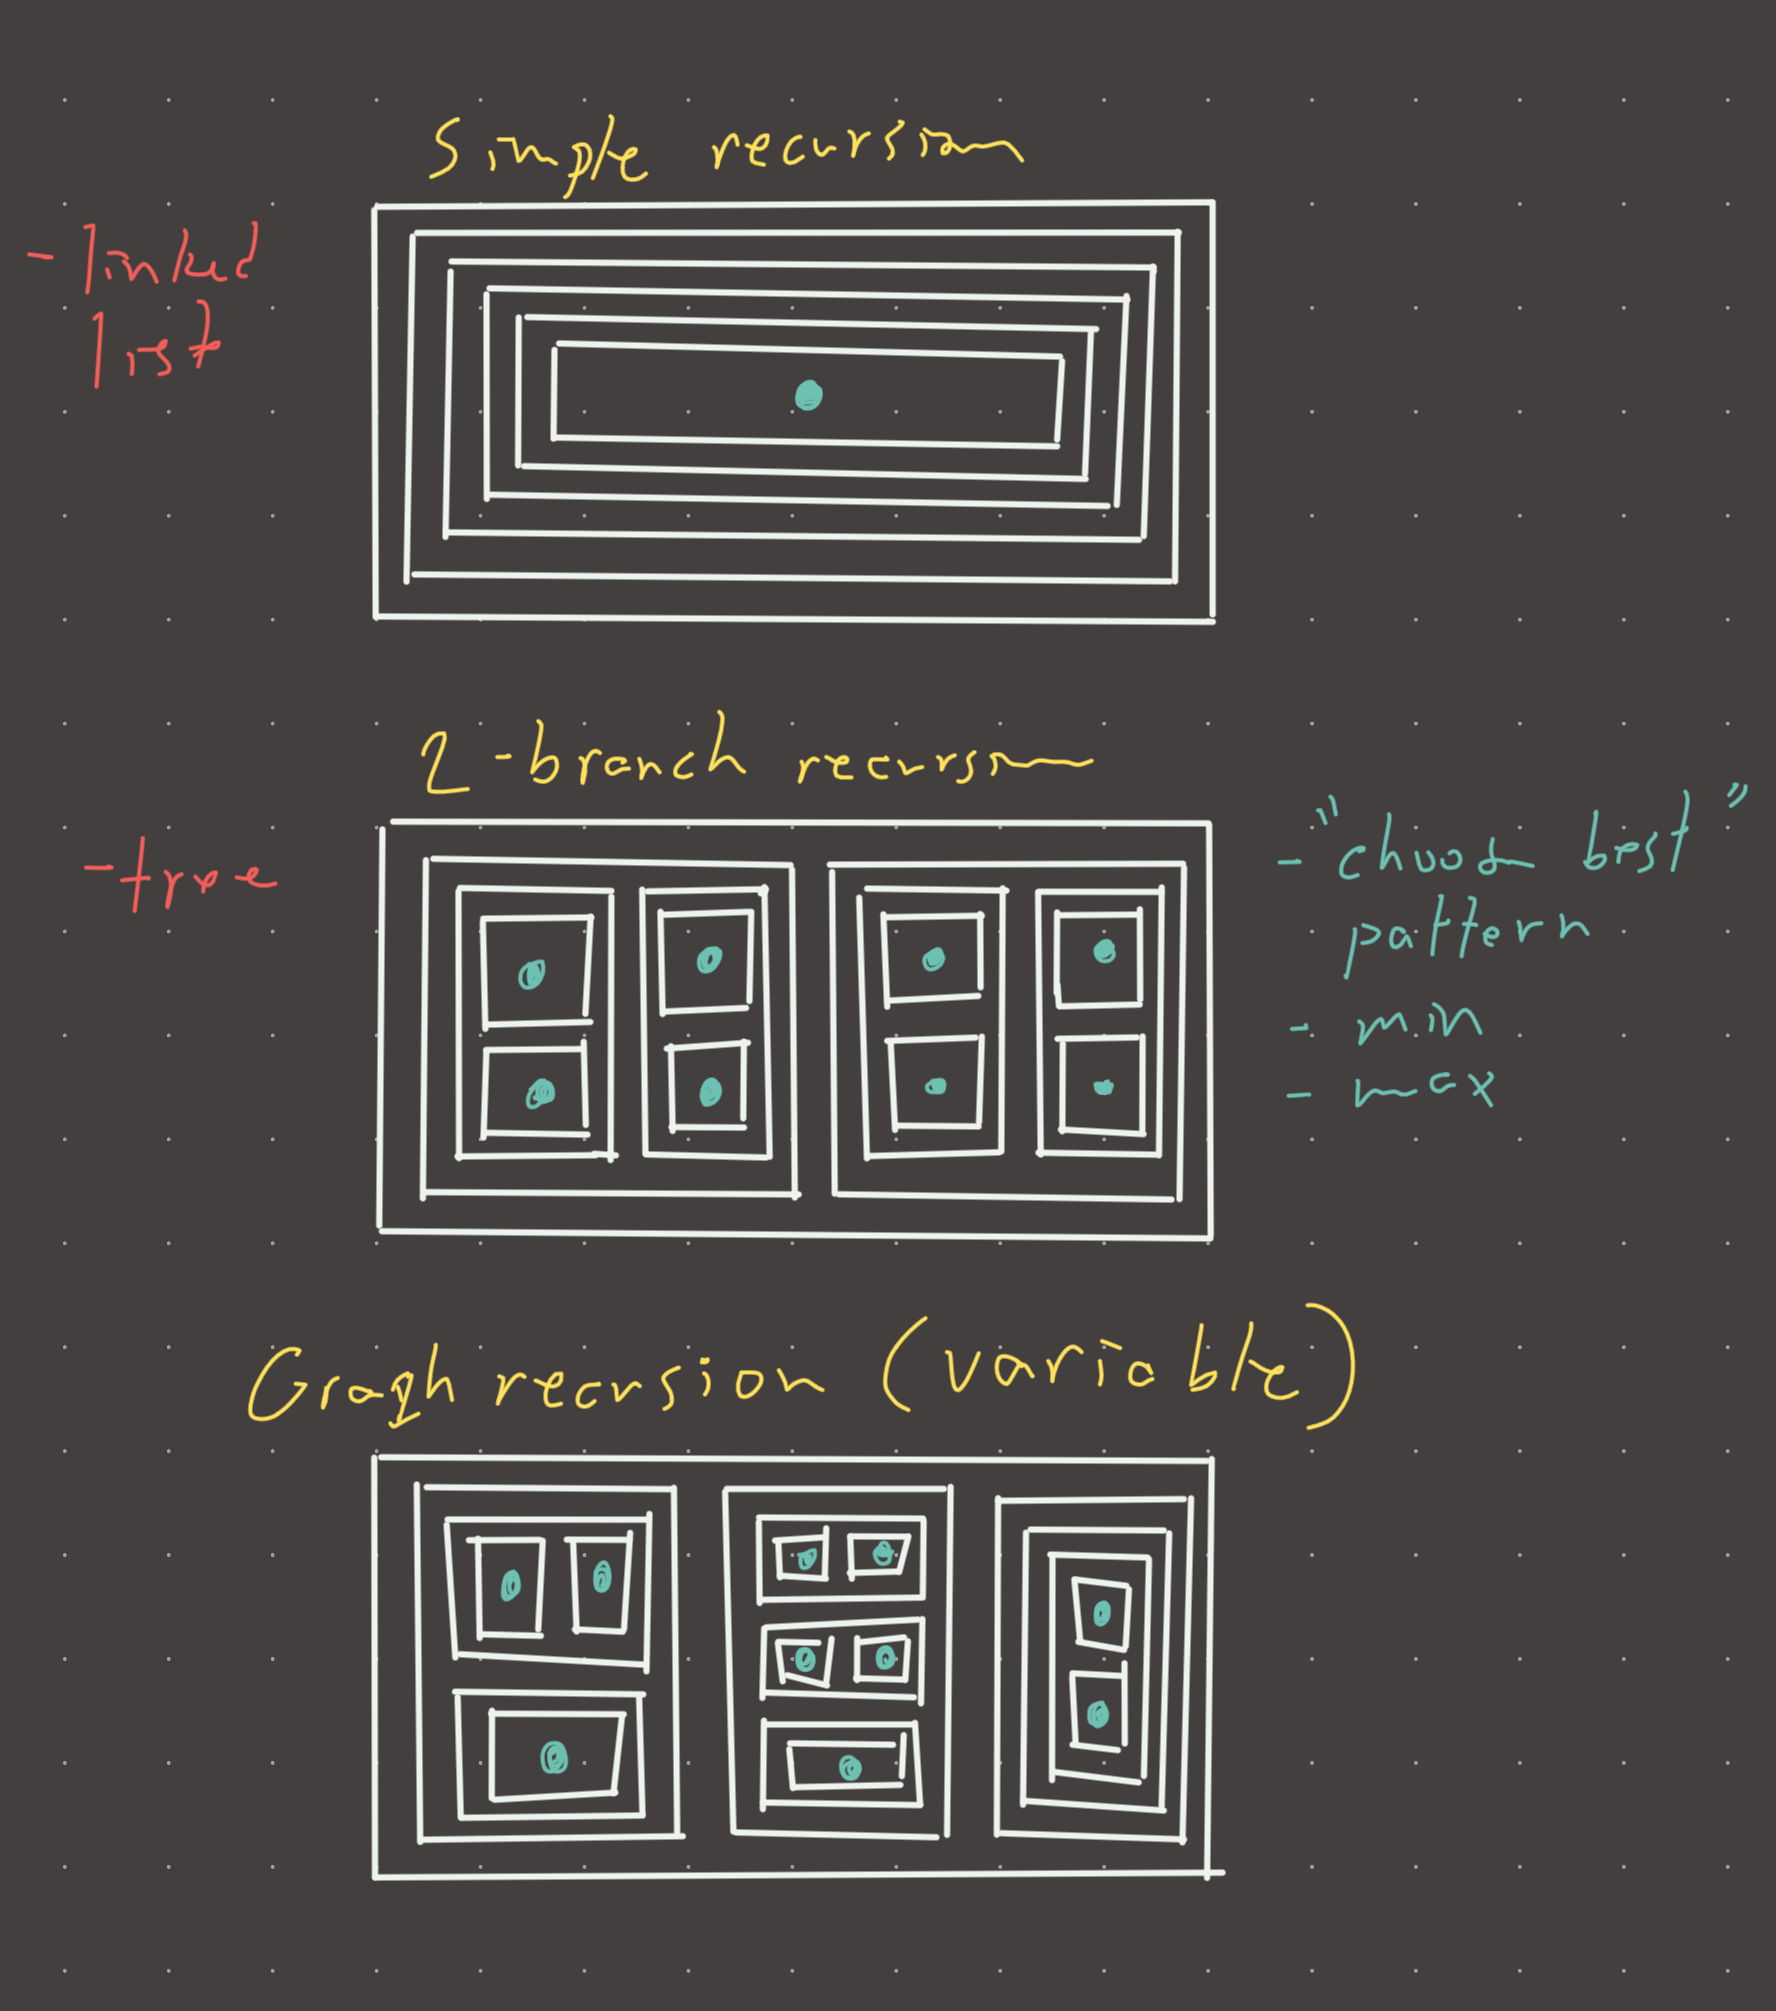 Simple recursion
- linked
list
2-branch recursion
- tree
- "choose best"
pattern
- min
- max
Graph recursion (variable)